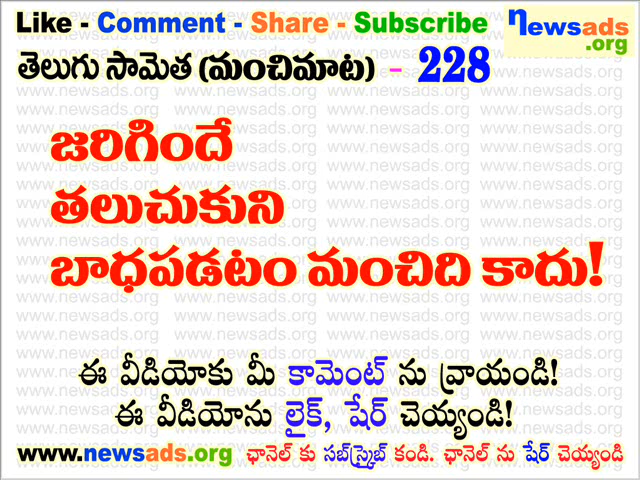 Like - Comment - Share - Subscribe
newsads
.org
తెలుగు సామెత (మంచిమాట) - 228
జరిగిందే
తలుచుకుని
బాధపడటం మంచిది కాదు!
ఈ వీడియోకు మీ కామెంట్ ను వ్రాయండి!
ఈ వీడియోను లైక్, షేర్ చెయ్యండి!
www.newsads.org ఛానెల్ కు సబ్‌స్క్రైబ్ కండి. ఛానెల్ ను షేర్ చెయ్యండి